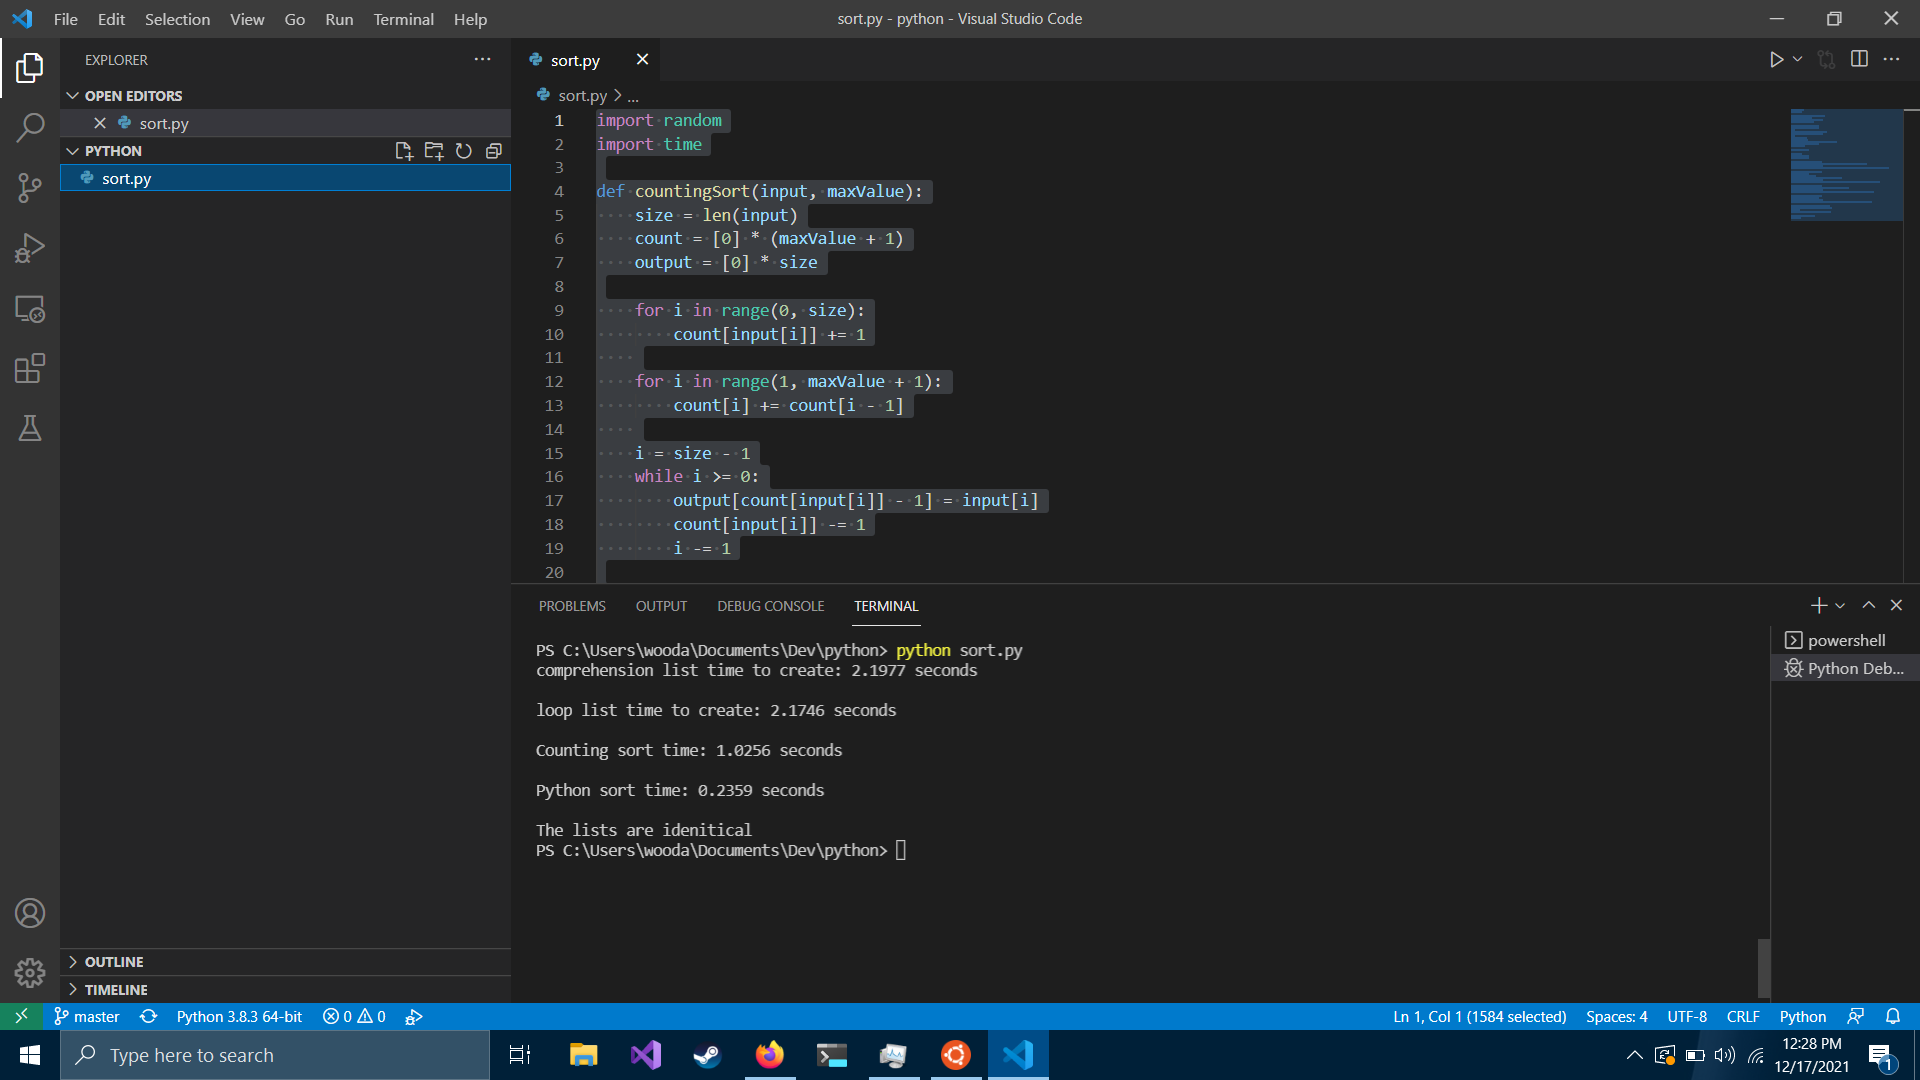 File Edit Selection View Go Run Terminal Help
sort.py - python - Visual Studio Code
EXPLORER
OPEN EDITORS
sort.py
PYTHON
sort.py
OUTLINE
TIMELINE
sort.py
sort.py > ...
1 import random
2 import time
3
4 def countingSort(input, maxValue):
5 size = len(input)
6 count = [0] * (maxValue + 1)
7 output = [0] * size
8
9 for i in range(0, size):
10 count[input[i]] += 1
11
12 for i in range(1, maxValue + 1):
13 count[i] += count[i - 1]
14
15 i = size - 1
16 while i >= 0:
17 output[count[input[i]] - 1] = input[i]
18 count[input[i]] -= 1
19 i -= 1
20
PROBLEMS OUTPUT DEBUG CONSOLE TERMINAL
PS C:\Users\wooda\Documents\Dev\python> python sort.py
comprehension list time to create: 2.1977 seconds
loop list time to create: 2.1746 seconds
Counting sort time: 1.0256 seconds
Python sort time: 0.2359 seconds
The lists are idenitical
PS C:\Users\wooda\Documents\Dev\python>
powershell
Python Deb...
master Python 3.8.3 64-bit 0 0 Ln 1, Col 1 (1584 selected) Spaces: 4 UTF-8 CRLF Python
Type here to search
12:28 PM
12/17/2021
1